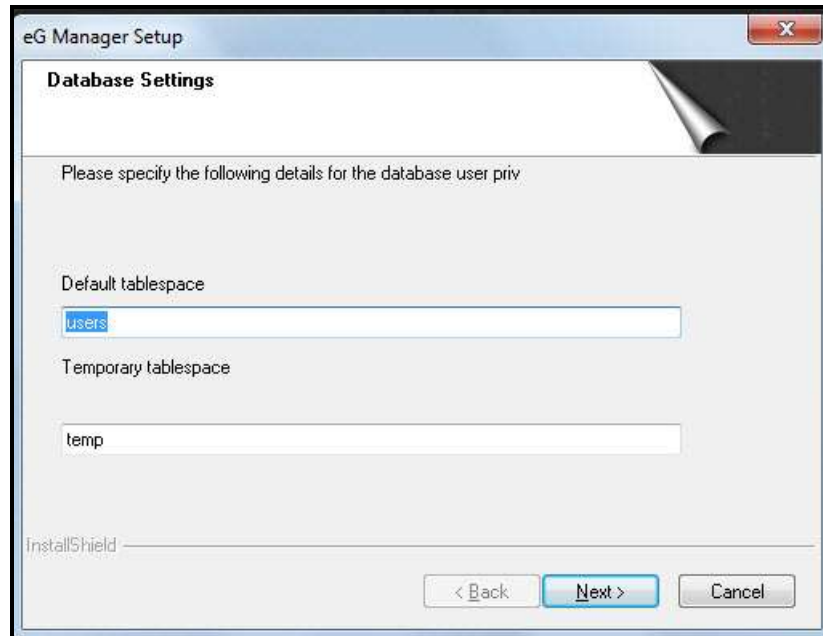 eG Manager Setup
Database Settings
Please specify the following details for the database user priv
Default tablespace
users
Temporary tablespace
temp
InstallShield
< Back Next > Cancel